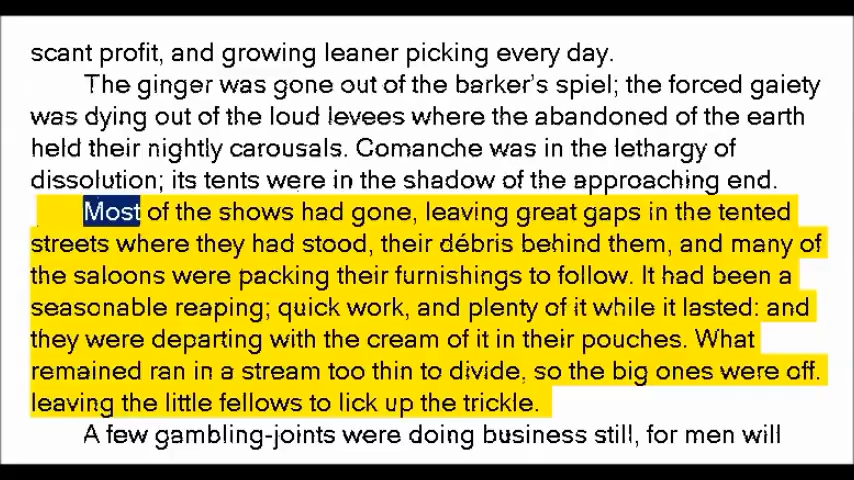 scant profit, and growing leaner picking every day.
The ginger was gone out of the barker's spiel; the forced gaiety
was dying out of the loud levees where the abandoned of the earth
held their nightly carousals. Comanche was in the lethargy of
dissolution; its tents were in the shadow of the approaching end.
Most of the shows had gone, leaving great gaps in the tented
streets where they had stood, their débris behind them, and many of
the saloons were packing their furnishings to follow. It had been a
seasonable reaping; quick work, and plenty of it while it lasted: and
they were departing with the cream of it in their pouches. What
remained ran in a stream too thin to divide, so the big ones were off.
leaving the little fellows to lick up the trickle.
A few gambling-joints were doing business still, for men will